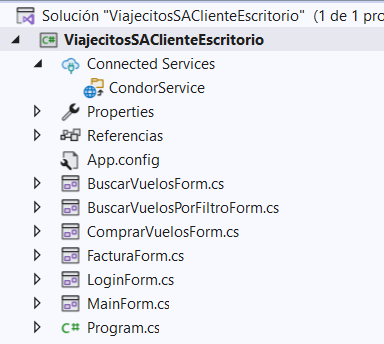 Solución "ViajecitosSAClienteEscritorio" (1 de 1 pro
ViajecitosSAClienteEscritorio
Connected Services
CondorService
Properties
Referencias
App.config
BuscarVuelosForm.cs
BuscarVuelosPorFiltroForm.cs
ComprarVuelosForm.cs
FacturaForm.cs
LoginForm.cs
MainForm.cs
C# Program.cs